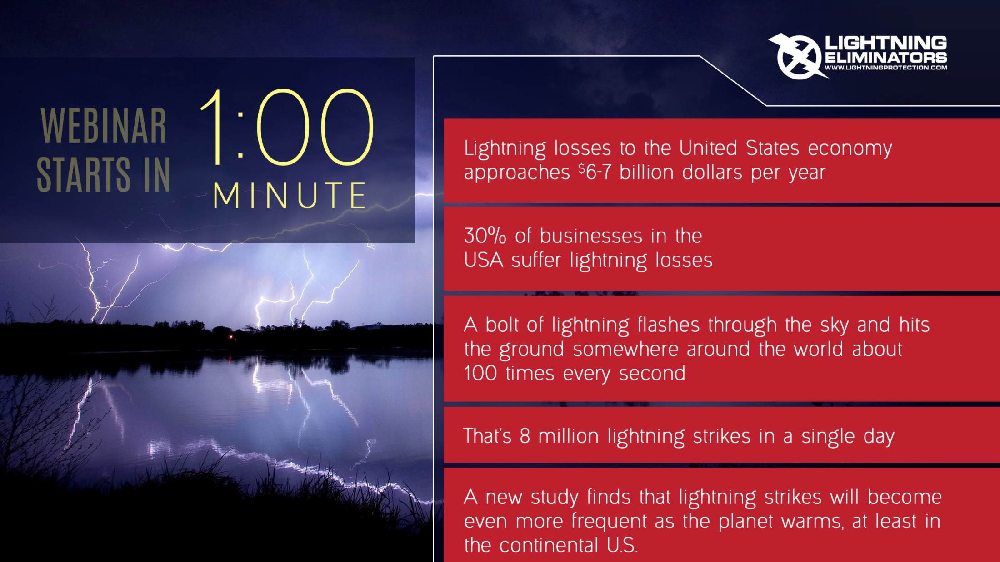 LIGHTNING
ELIMINATORS
WWW.LIGHTNINGPROTECTION.COM
WEBINAR
STARTS IN
1:00
MINUTE
Lightning losses to the United States economy
approaches $6-7 billion dollars per year
30% of businesses in the
USA suffer lightning losses
A bolt of lightning flashes through the sky and hits
the ground somewhere around the world about
100 times every second
That's 8 million lightning strikes in a single day
A new study finds that lightning strikes will become
even more frequent as the planet warms, at least in
the continental U.S.